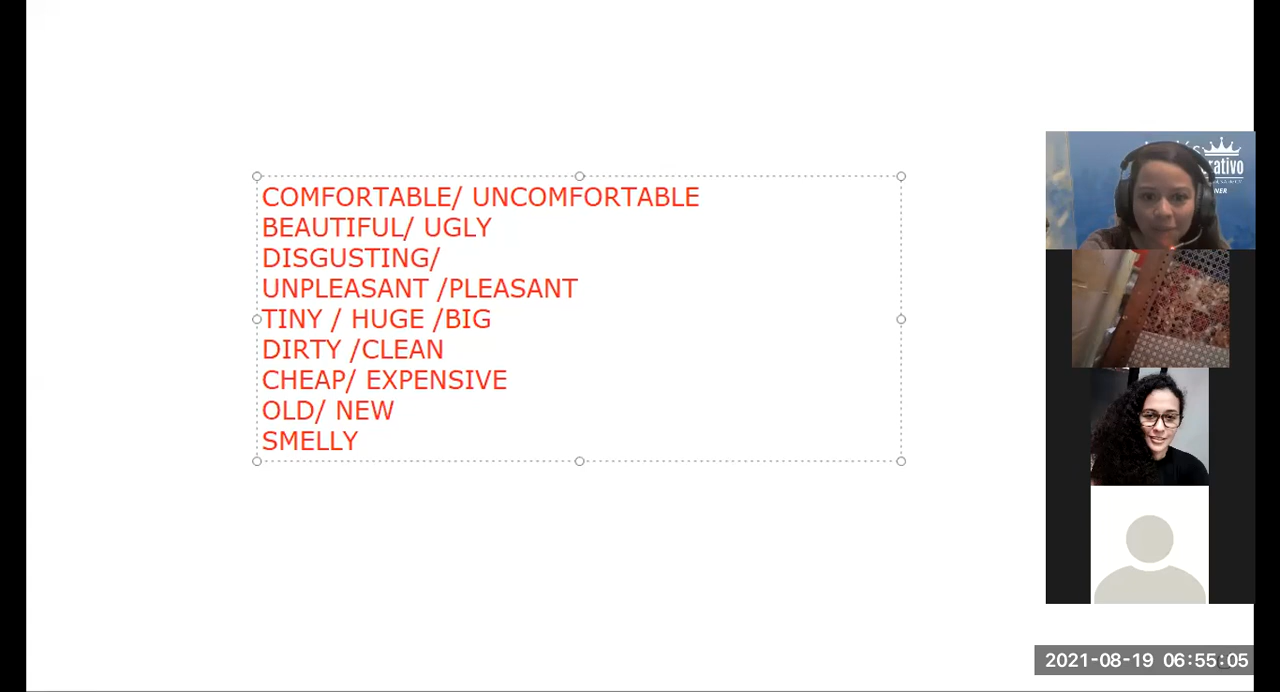 COMFORTABLE/ UNCOMFORTABLE
BEAUTIFUL/ UGLY
DISGUSTING/
UNPLEASANT /PLEASANT
TINY / HUGE /BIG
DIRTY /CLEAN
CHEAP/ EXPENSIVE
OLD/ NEW
SMELLY
2021-08-19 06:55:05